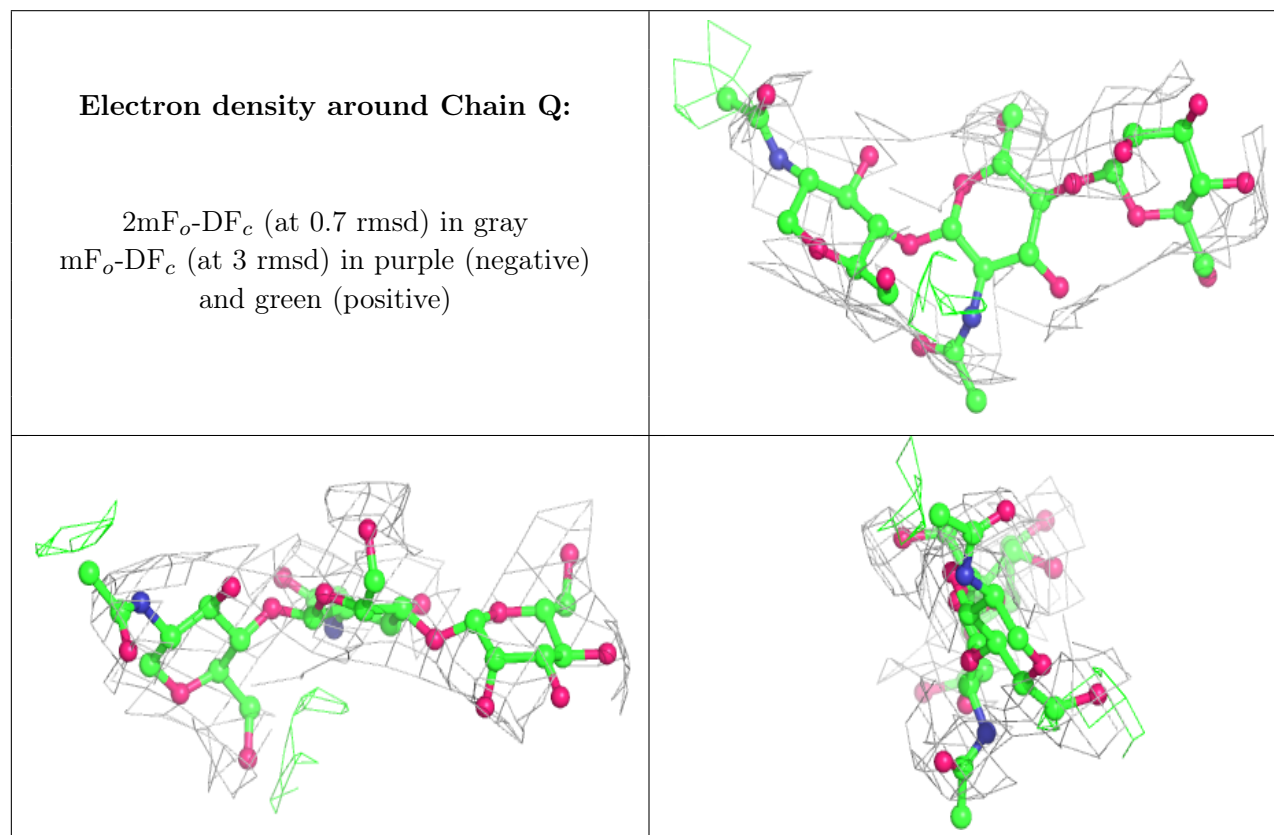 Electron density around Chain Q:
2mFₒ-DF𝑐 (at 0.7 rmsd) in gray
mFₒ-DF𝑐 (at 3 rmsd) in purple (negative)
and green (positive)